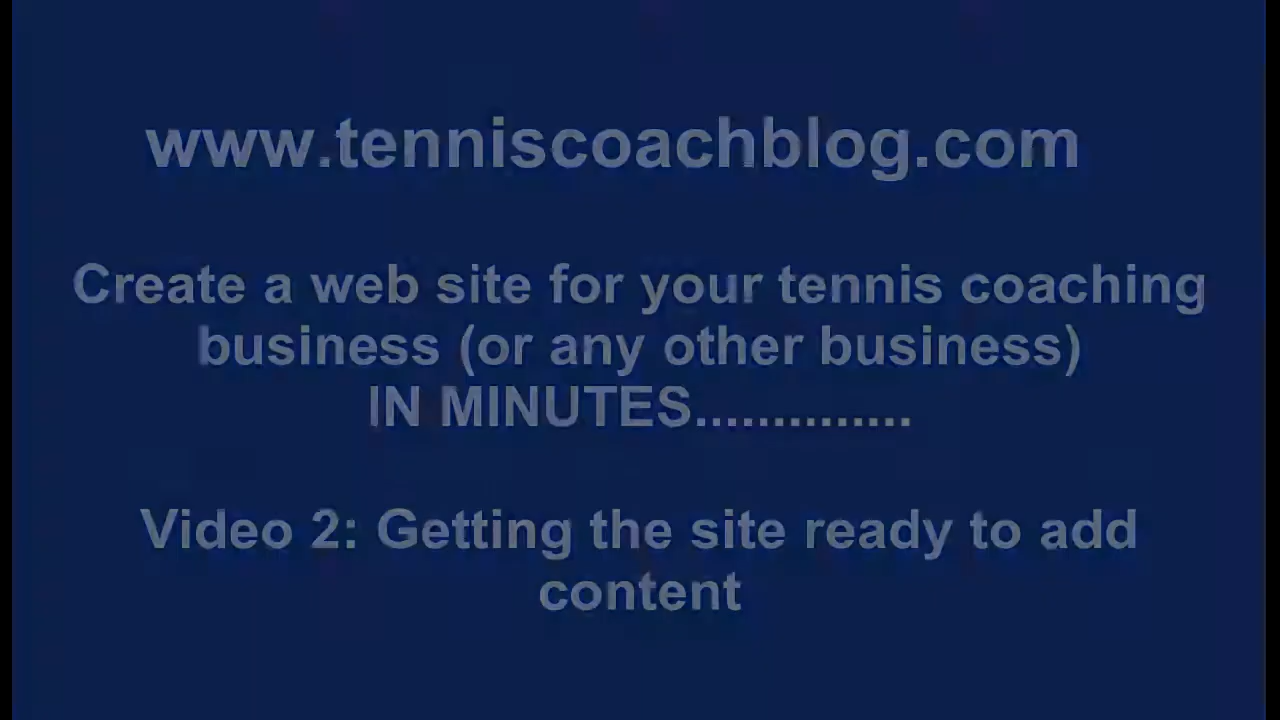 www.tenniscoachblog.com
Create a web site for your tennis coaching
business (or any other business)
IN MINUTES..............
Video 2: Getting the site ready to add
content